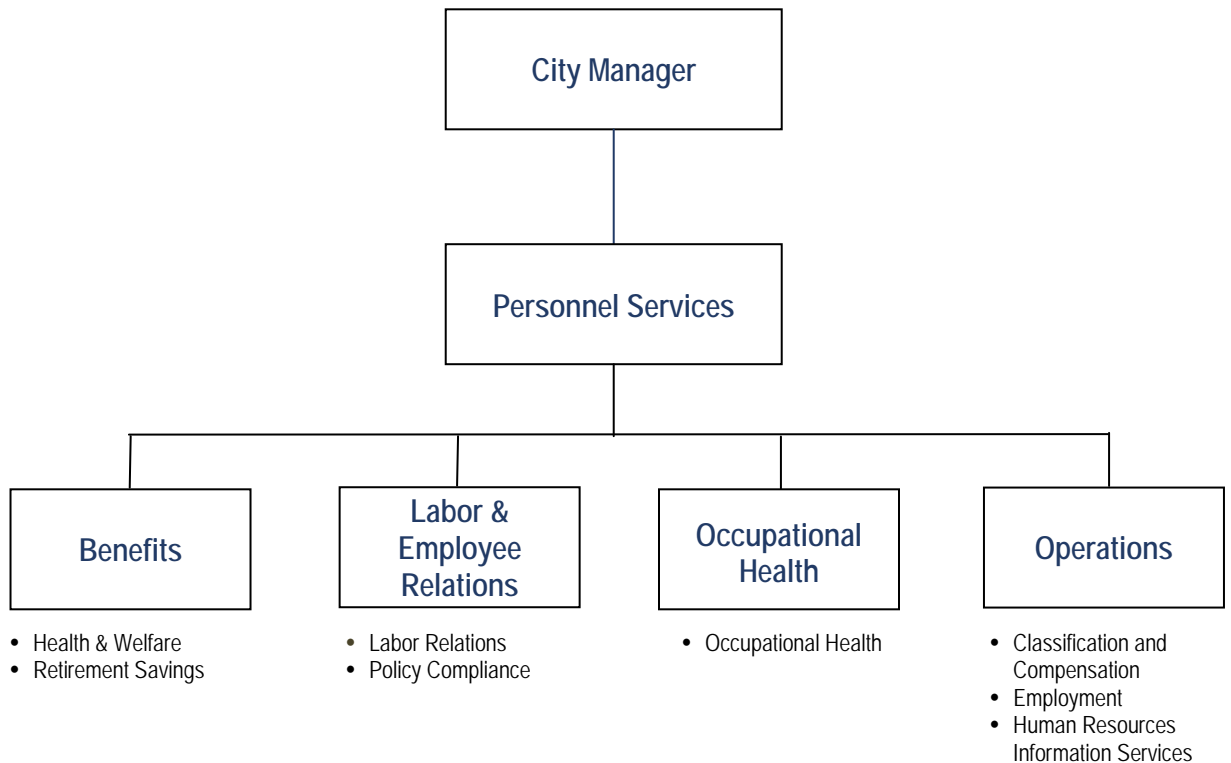 City Manager
Personnel Services
Benefits
Labor &
Employee
Relations
Occupational
Health
Operations
• Health & Welfare
• Retirement Savings
• Labor Relations
• Policy Compliance
• Occupational Health
• Classification and
Compensation
• Employment
• Human Resources
Information Services